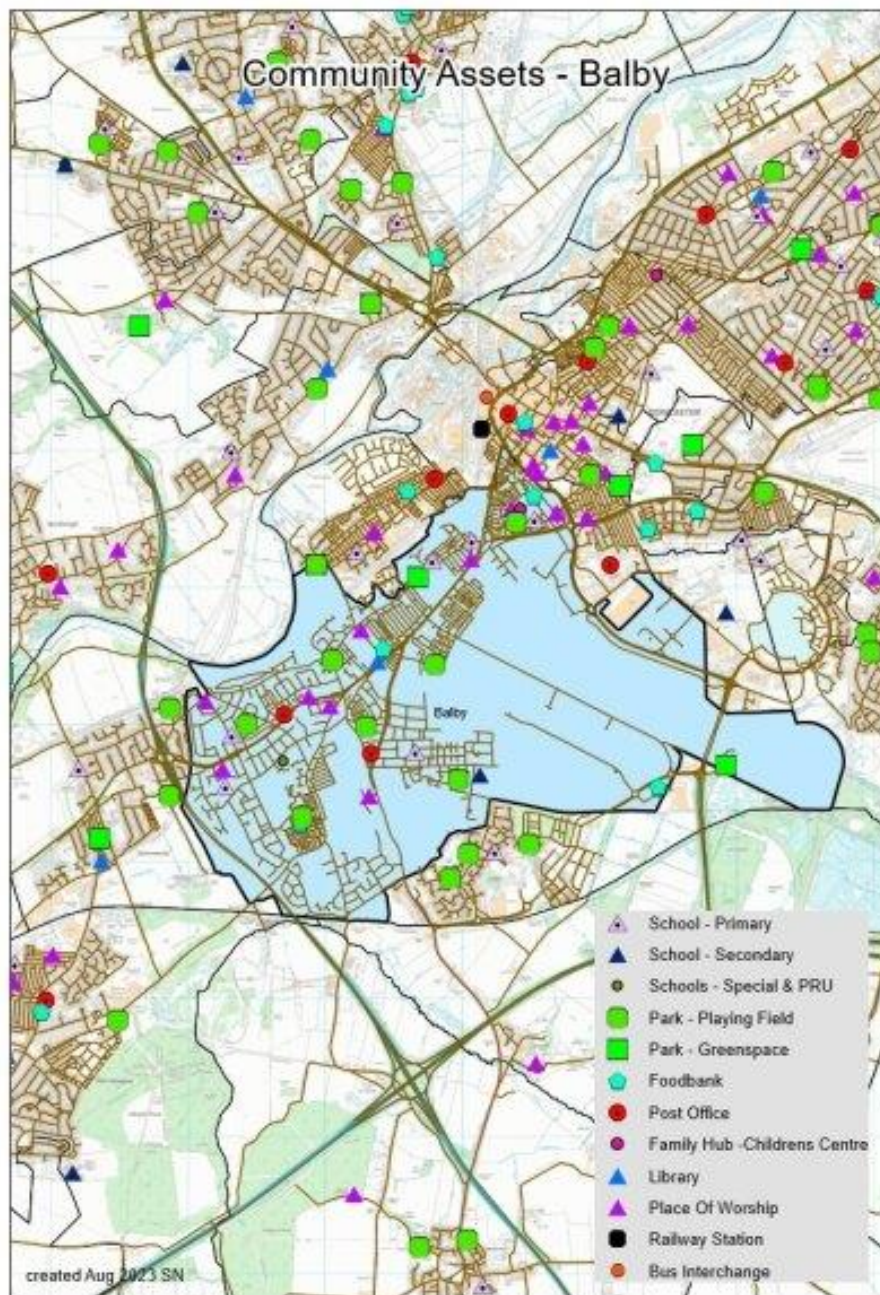 Community Assets - Balby
Balby
School - Primary
School - Secondary
Schools - Special & PRU
Park - Playing Field
Park - Greenspace
Foodbank
Post Office
Family Hub -Childrens Centre
Library
Place Of Worship
Railway Station
Bus Interchange
created Aug 2023 SN